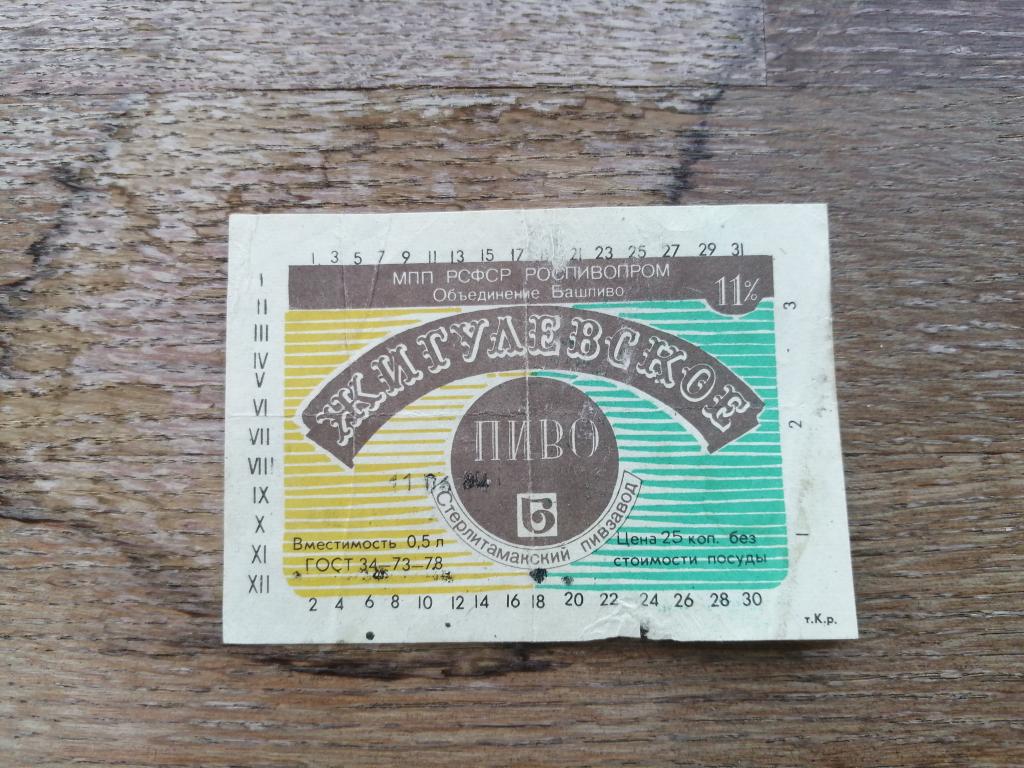 1 3 5 7 9 11 13 15 17 21 23 25 27 29 31
МПП РСФСР РОСПИВОПРОМ
Объединение Башпиво
11%
I
II
III
IV
V
VI
VII
VIII
IX
X
XI
XII
ЖИГУЛЕВСКОЕ
ПИВО
Б
Стерлитамакский пивзавод
Вместимость 0,5 л
ГОСТ 34_73-78
Цена 25 коп. без
стоимости посуды
3
2
1
2 4 6 8 10 12 14 16 18 20 22 24 26 28 30
т.К.р.